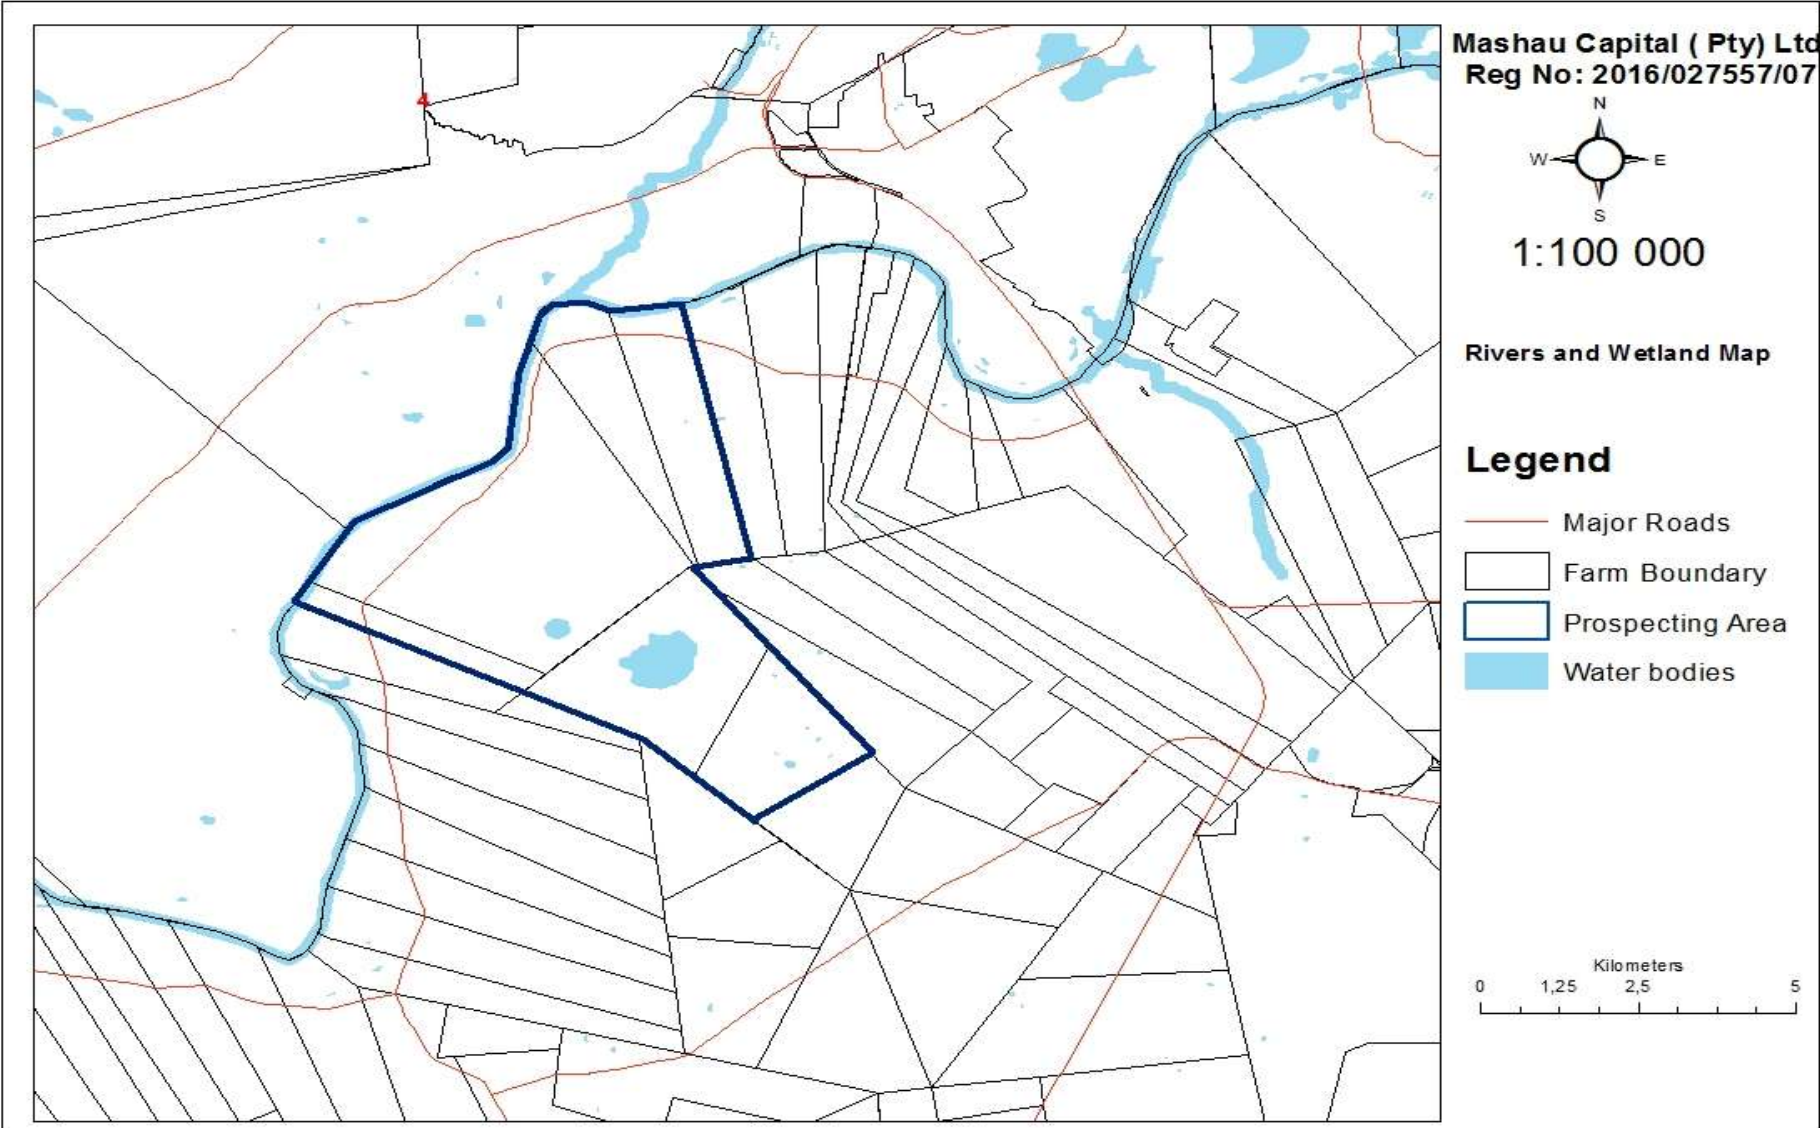 Mashau Capital ( Pty) Ltd
Reg No: 2016/027557/07
N
W E
S
1:100 000
Rivers and Wetland Map
Legend
Major Roads
Farm Boundary
Prospecting Area
Water bodies
Kilometers
0 1,25 2,5 5
4